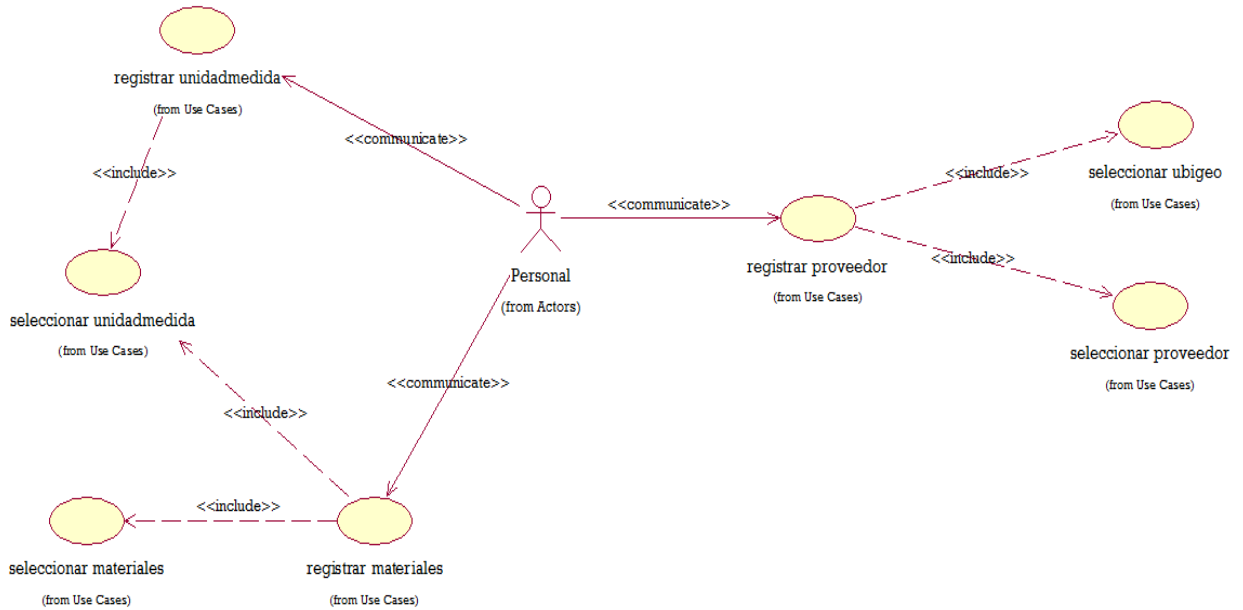 registrar unidadmedida
(from Use Cases)
<<communicate>>
<<include>>
seleccionar unidadmedida
(from Use Cases)
Personal
(from Actors)
<<communicate>>
registrar proveedor
(from Use Cases)
<<include>>
seleccionar ubigeo
(from Use Cases)
<<include>>
seleccionar proveedor
(from Use Cases)
<<communicate>>
<<include>>
<<include>>
seleccionar materiales
(from Use Cases)
registrar materiales
(from Use Cases)